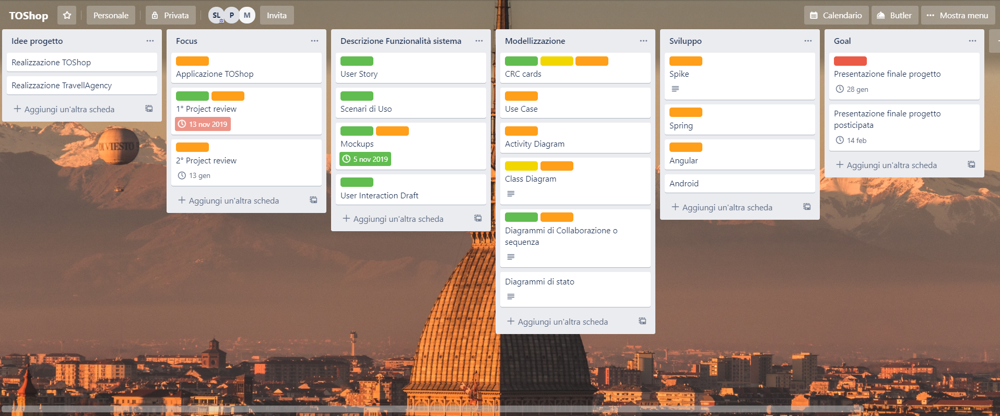 TOShop
Personale
Privata
SL
P
M
Invita
Calendario
Butler
Mostra menu
Idee progetto
Realizzazione TOShop
Realizzazione TravellAgency
Aggiungi un'altra scheda
Focus
Applicazione TOShop
1° Project review
13 nov 2019
2° Project review
13 gen
Aggiungi un'altra scheda
Descrizione Funzionalità sistema
User Story
Scenari di Uso
Mockups
5 nov 2019
User Interaction Draft
Aggiungi un'altra scheda
Modellizzazione
CRC cards
Use Case
Activity Diagram
Class Diagram
Diagrammi di Collaborazione o
sequenza
Diagrammi di stato
Aggiungi un'altra scheda
Sviluppo
Spike
Spring
Angular
Android
Aggiungi un'altra scheda
Goal
Presentazione finale progetto
28 gen
Presentazione finale progetto
posticipata
14 feb
Aggiungi un'altra scheda
DI VIESTO